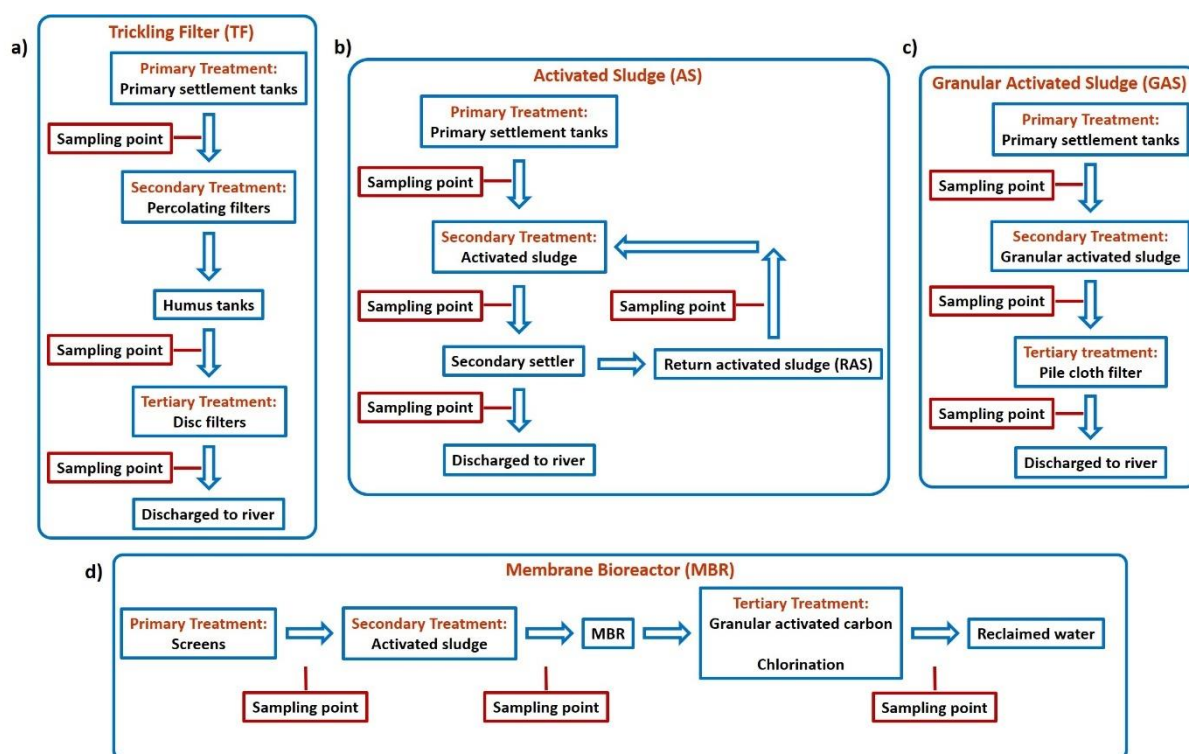 a)
Trickling Filter (TF)
Primary Treatment:
Primary settlement tanks
Sampling point
Secondary Treatment:
Percolating filters
Humus tanks
Sampling point
Tertiary Treatment:
Disc filters
Sampling point
Discharged to river
b)
Activated Sludge (AS)
Primary Treatment:
Primary settlement tanks
Sampling point
Secondary Treatment:
Activated sludge
Sampling point
Sampling point
Secondary settler
Return activated sludge (RAS)
Sampling point
Discharged to river
c)
Granular Activated Sludge (GAS)
Primary Treatment:
Primary settlement tanks
Sampling point
Secondary Treatment:
Granular activated sludge
Sampling point
Tertiary treatment:
Pile cloth filter
Sampling point
Discharged to river
d)
Membrane Bioreactor (MBR)
Primary Treatment:
Screens
Secondary Treatment:
Activated sludge
MBR
Tertiary Treatment:
Granular activated carbon
Chlorination
Reclaimed water
Sampling point
Sampling point
Sampling point